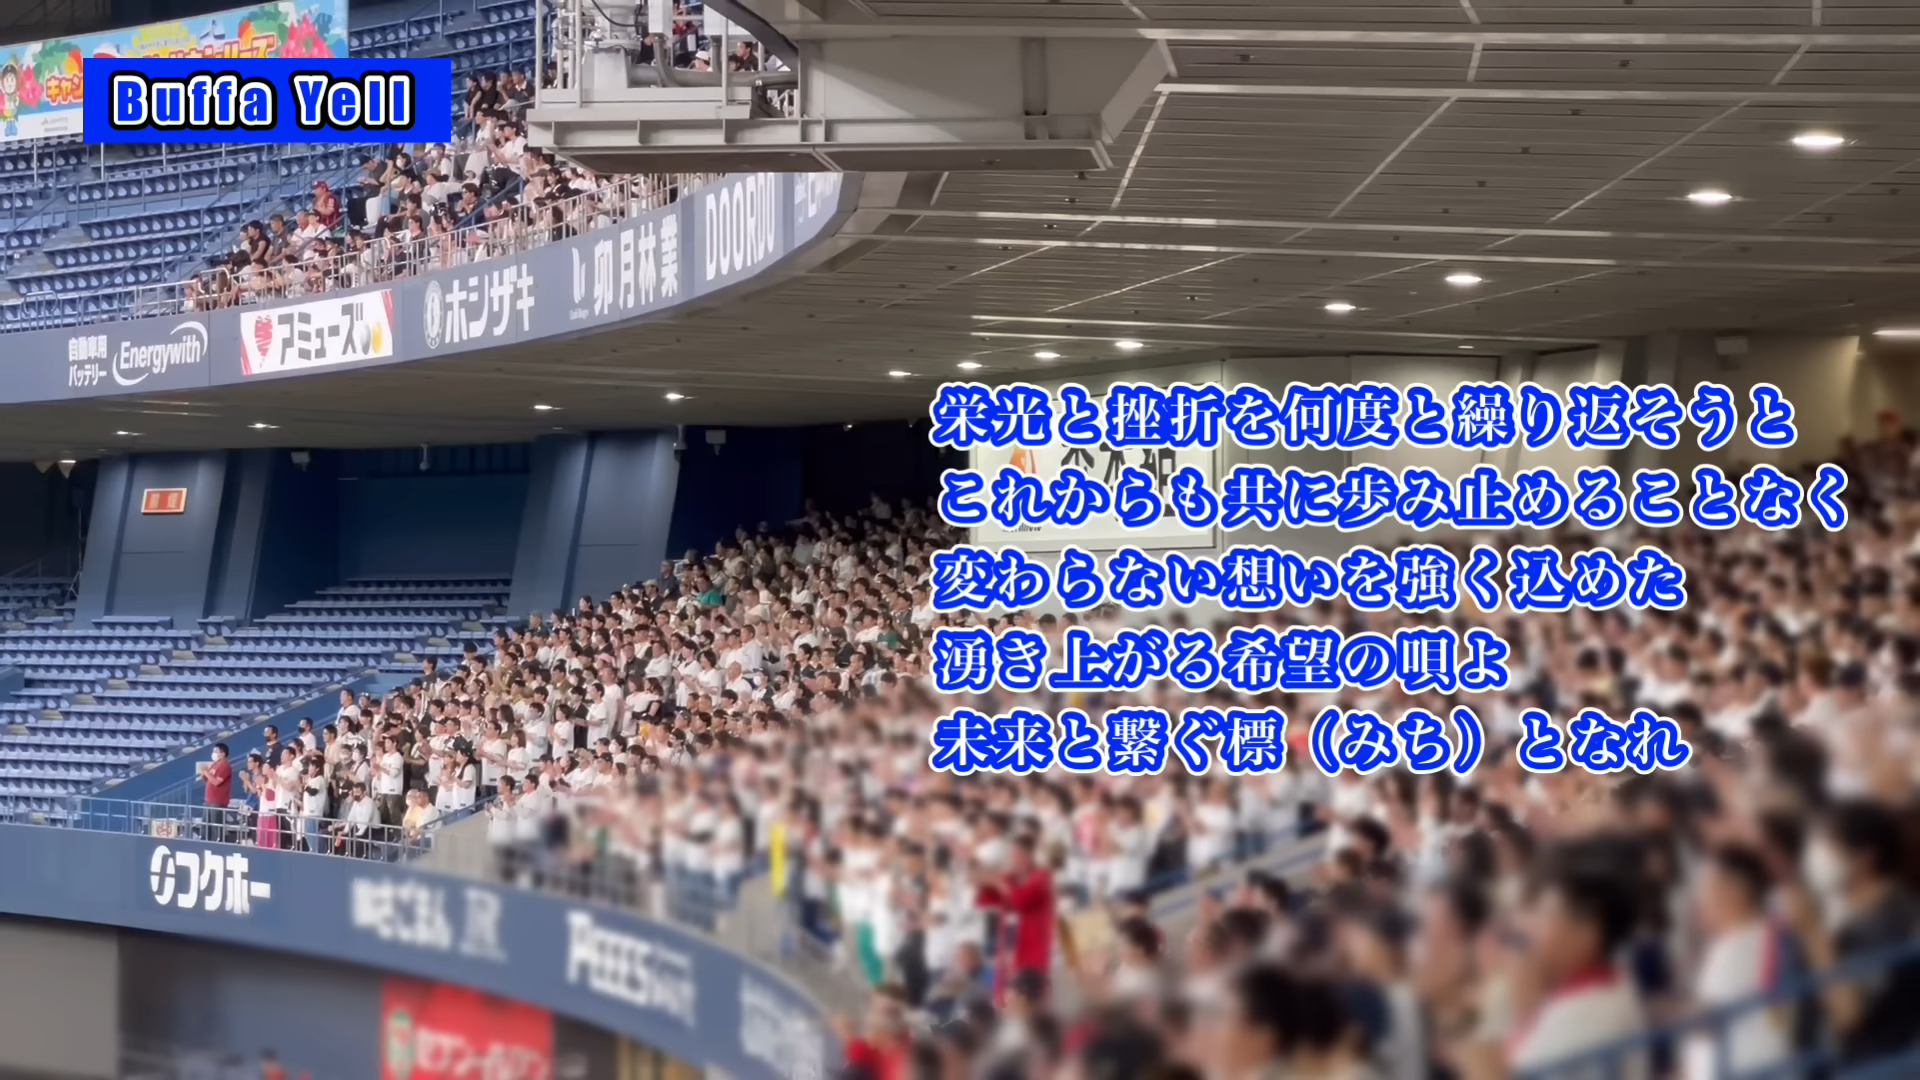 Buffa Yell
自動車用
バッテリー
Energywith
アミューズ
ホシザキ
卯月林業
DOORDO
栄光と挫折を何度と繰り返そうと
これからも共に歩み止めることなく
変わらない想いを強く込めた
湧き上がる希望の唄よ
未来と繋ぐ標（みち）となれ
フクホー